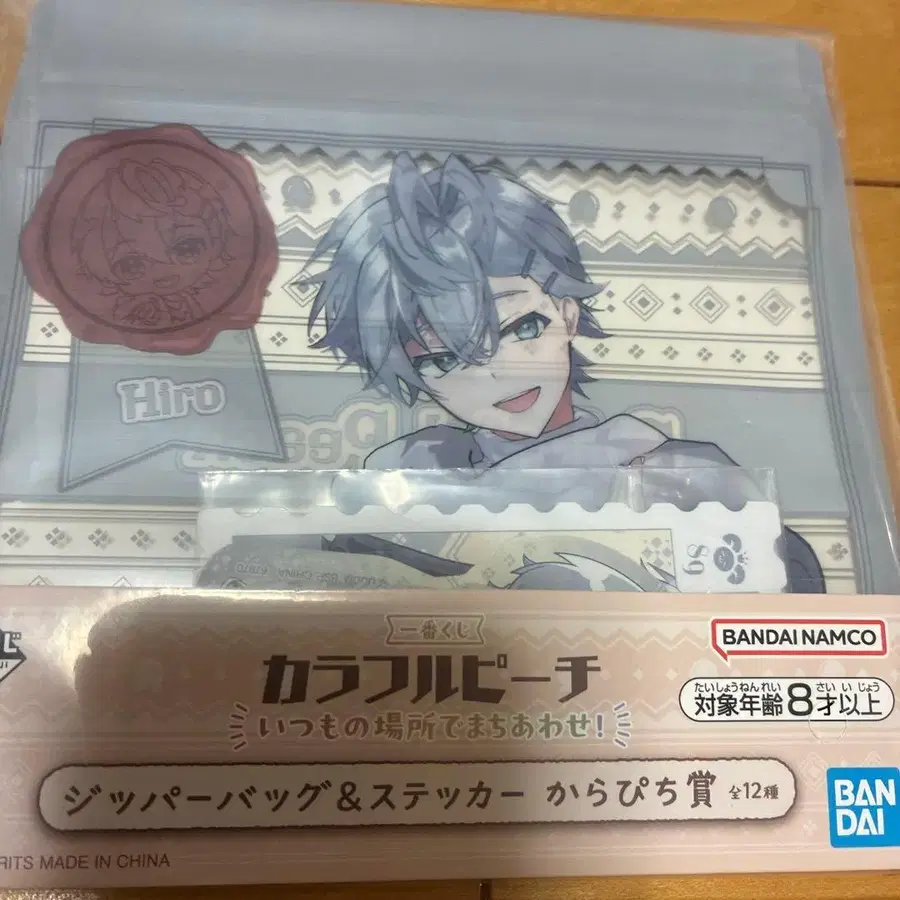 Hiro
89
一番くじ
カラフルピーチ
いつもの場所でまちあわせ!
BANDAI NAMCO
たいしょうねんれい さい い じょう
対象年齢8才以上
ジッパーバッグ&ステッカー からぴち賞 全12種
BAN
DAI
RITS MADE IN CHINA